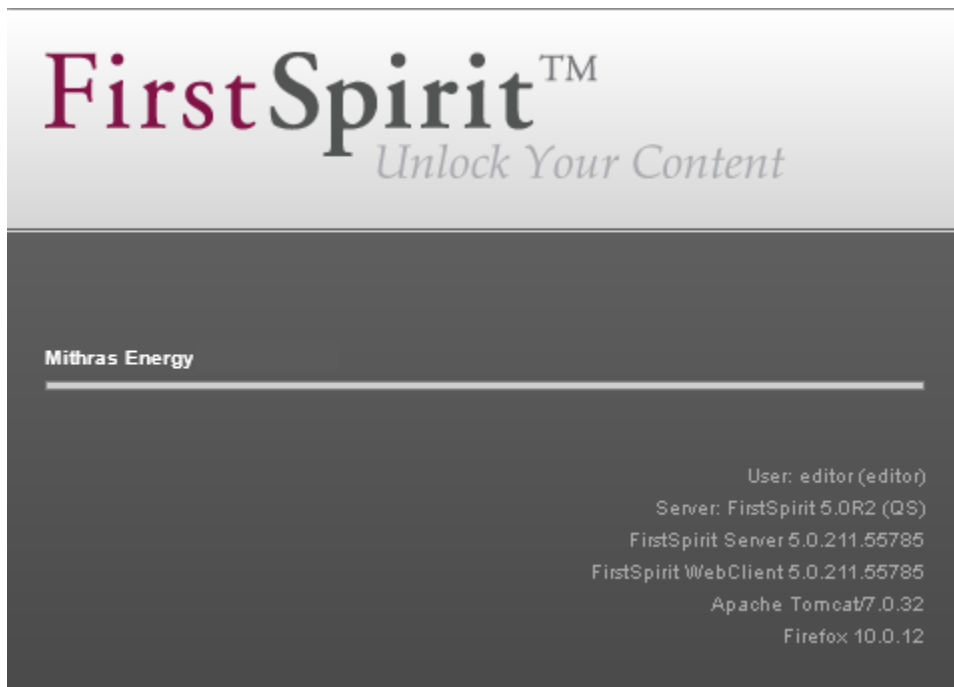 FirstSpirit™
Unlock Your Content
Mithras Energy
User: editor (editor)
Server: FirstSpirit 5.0R2 (QS)
FirstSpirit Server 5.0.211.55785
FirstSpirit WebClient 5.0.211.55785
Apache Tomcat/7.0.32
Firefox 10.0.12